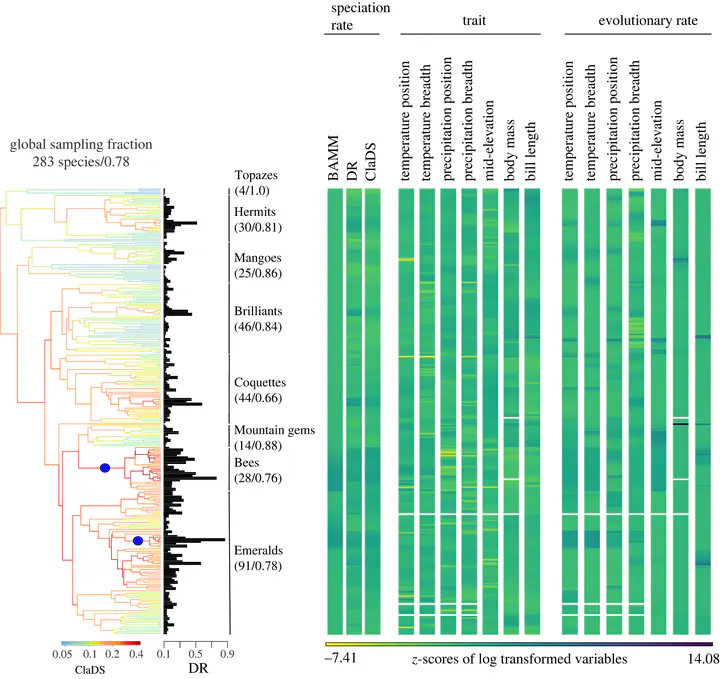 speciation
rate
trait
evolutionary rate
global sampling fraction
283 species/0.78
BAMM
DR
ClaDS
temperature position
temperature breadth
precipitation position
precipitation breadth
mid-elevation
body mass
bill length
temperature position
temperature breadth
precipitation position
precipitation breadth
mid-elevation
body mass
bill length
Topazes
(4/1.0)
Hermits
(30/0.81)
Mangoes
(25/0.86)
Brilliants
(46/0.84)
Coquettes
(44/0.66)
Mountain gems
(14/0.88)
Bees
(28/0.76)
Emeralds
(91/0.78)
0.05 0.1 0.2 0.4
ClaDS
0.1 0.5 0.9
DR
−7.41 z-scores of log transformed variables 14.08